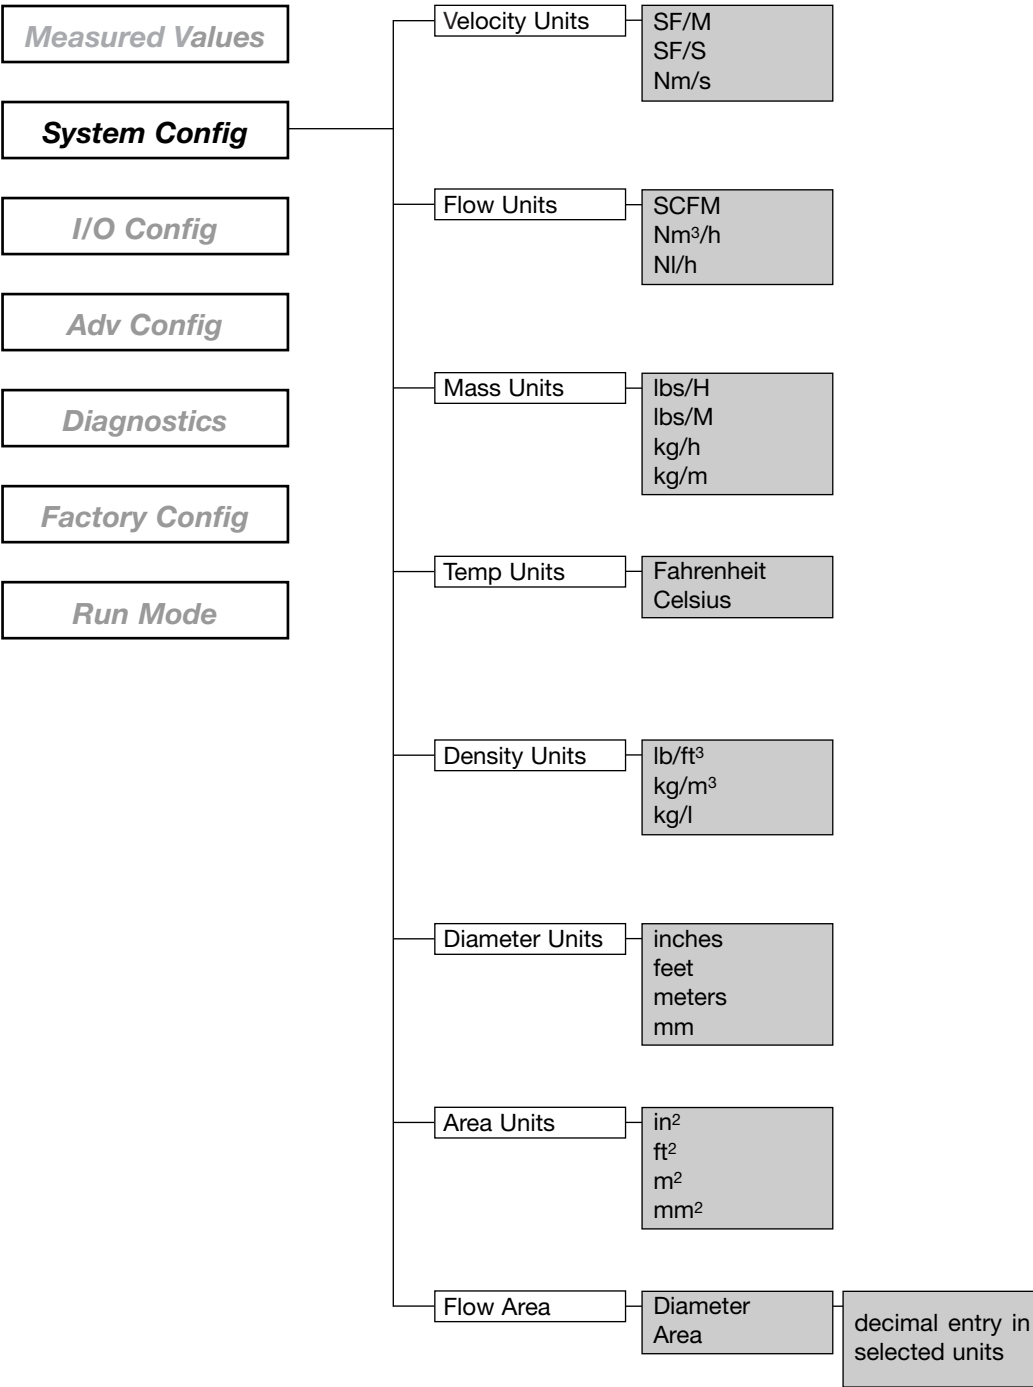 Measured Values
System Config
I/O Config
Adv Config
Diagnostics
Factory Config
Run Mode
Velocity Units
SF/M
SF/S
Nm/s
Flow Units
SCFM
Nm³/h
Nl/h
Mass Units
lbs/H
lbs/M
kg/h
kg/m
Temp Units
Fahrenheit
Celsius
Density Units
lb/ft³
kg/m³
kg/l
Diameter Units
inches
feet
meters
mm
Area Units
in²
ft²
m²
mm²
Flow Area
Diameter
Area
decimal entry in
selected units